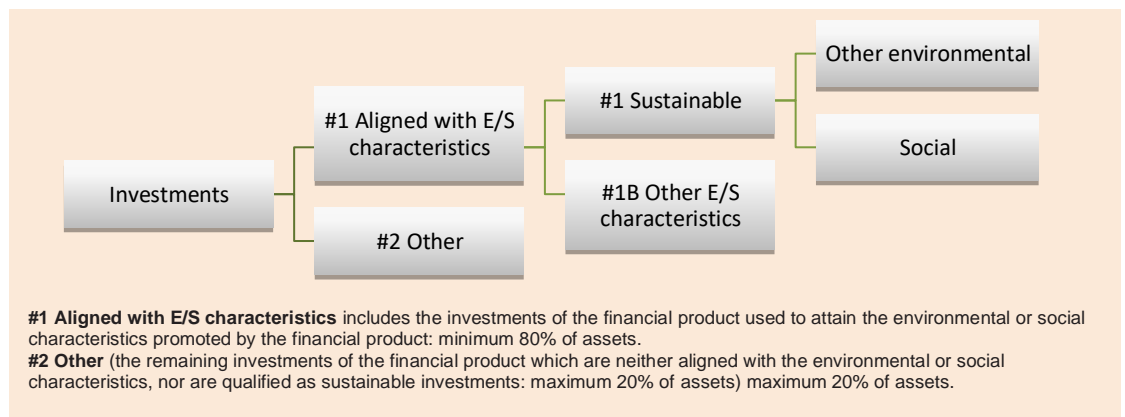 Other environmental
#1 Sustainable
#1 Aligned with E/S
characteristics
Social
Investments
#1B Other E/S
characteristics
#2 Other
#1 Aligned with E/S characteristics includes the investments of the financial product used to attain the environmental or social
characteristics promoted by the financial product: minimum 80% of assets.
#2 Other (the remaining investments of the financial product which are neither aligned with the environmental or social
characteristics, nor are qualified as sustainable investments: maximum 20% of assets) maximum 20% of assets.